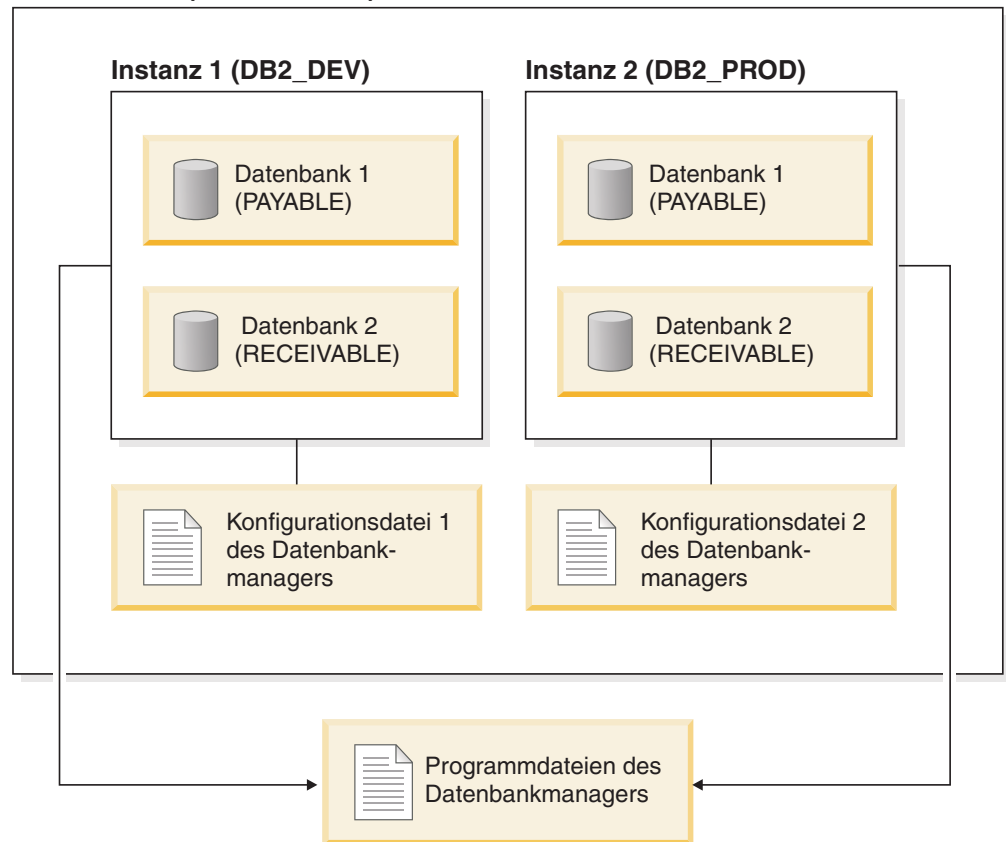 Instanz 1 (DB2_DEV)
Datenbank 1
(PAYABLE)
Datenbank 2
(RECEIVABLE)
Konfigurationsdatei 1
des Datenbank-
managers
Instanz 2 (DB2_PROD)
Datenbank 1
(PAYABLE)
Datenbank 2
(RECEIVABLE)
Konfigurationsdatei 2
des Datenbank-
managers
Programmdateien des
Datenbankmanagers